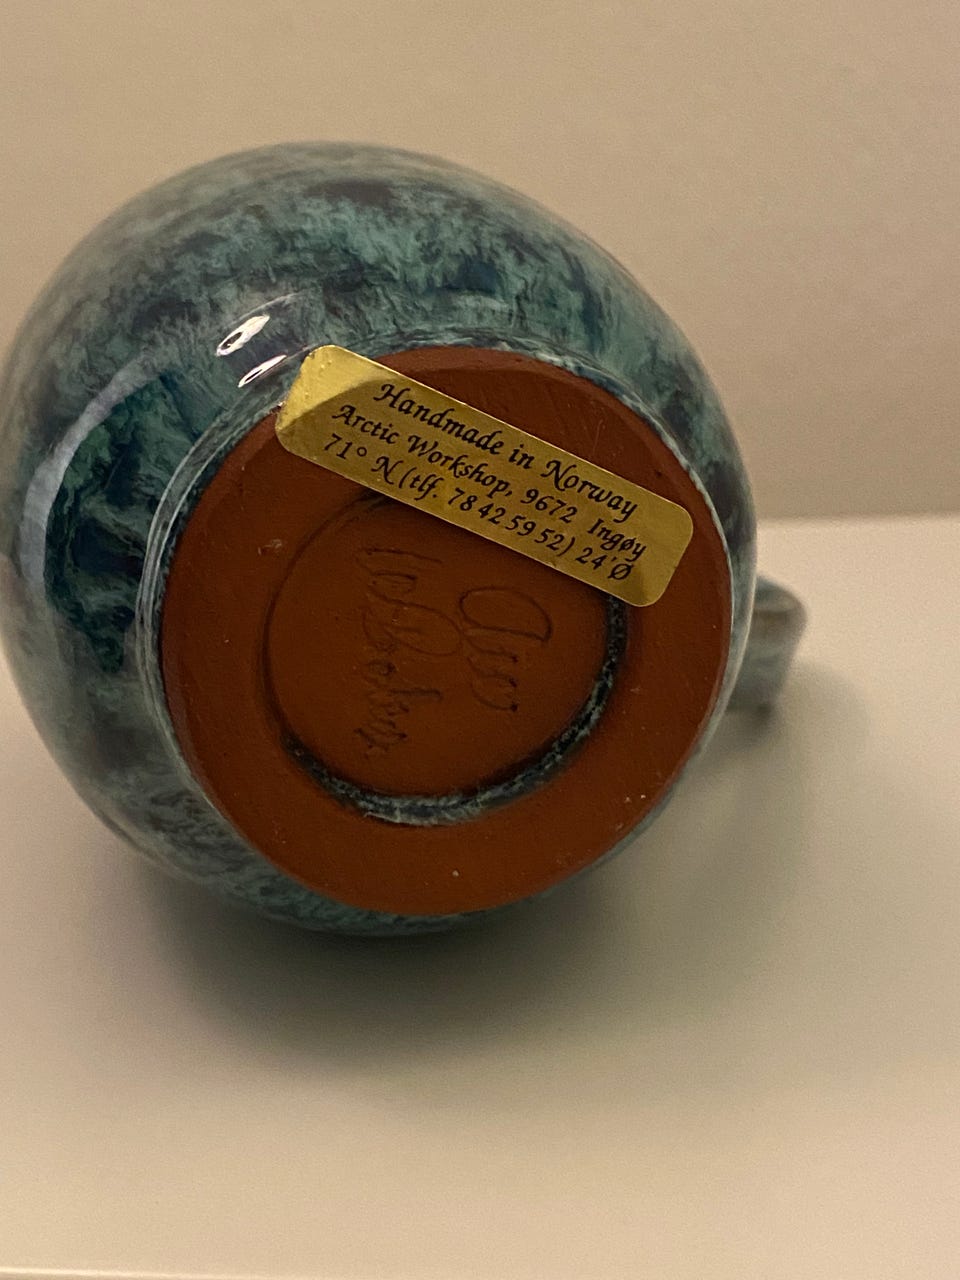 Handmade in Norway
Arctic Workshop, 9672 Ingøy
71° N (tlf. 78 42 59 52) 24'Ø